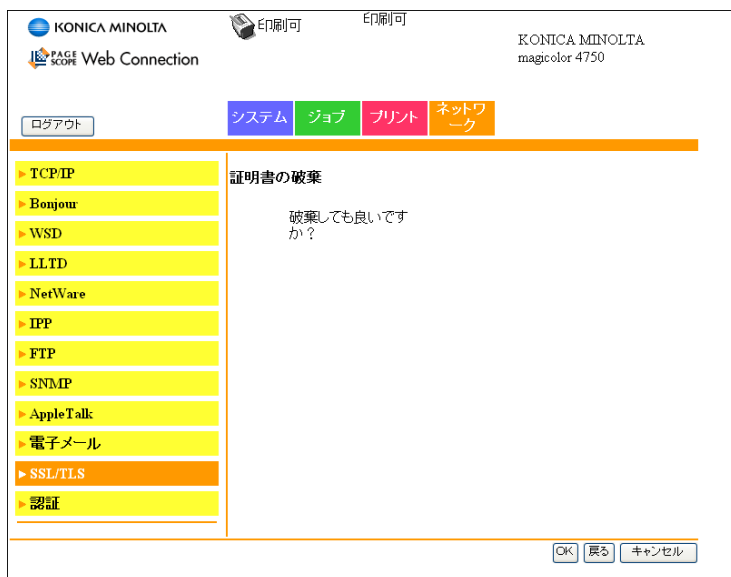 KONICA MINOLTA
印刷可
印刷可
KONICA MINOLTA
magicolor 4750
PAGE SCOPE Web Connection
ログアウト
システム
ジョブ
プリント
ネットワ
ーク
TCP/IP
Bonjour
WSD
LLTD
NetWare
IPP
FTP
SNMP
AppleTalk
電子メール
SSL/TLS
認証
証明書の破棄
破棄しても良いです
か？
OK
戻る
キャンセル